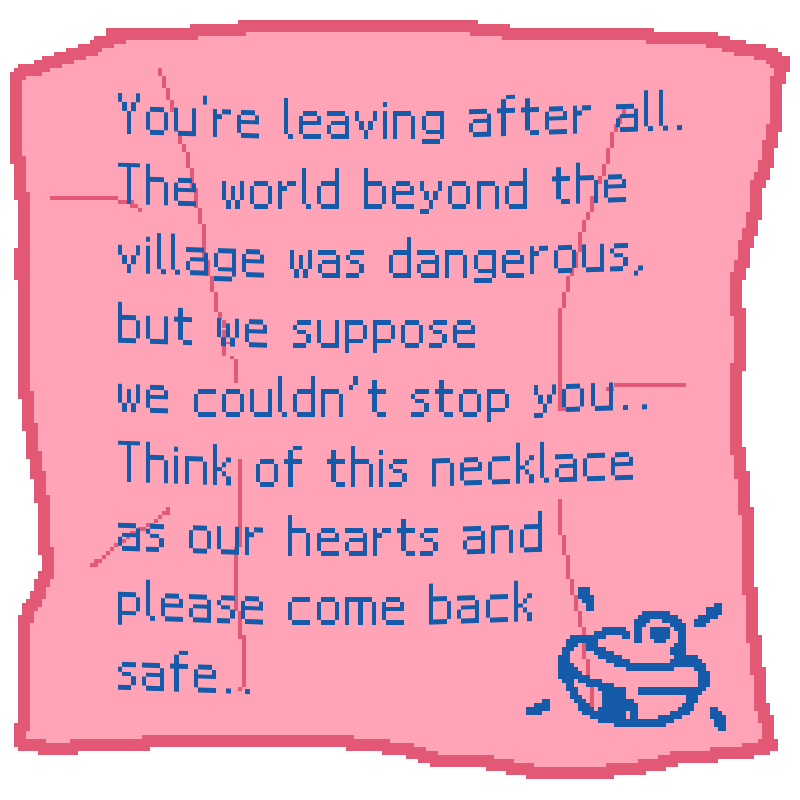 You're leaving after all.
The world beyond the
village was dangerous,
but we suppose
we couldn't stop you..
Think of this necklace
as our hearts and
please come back
safe..